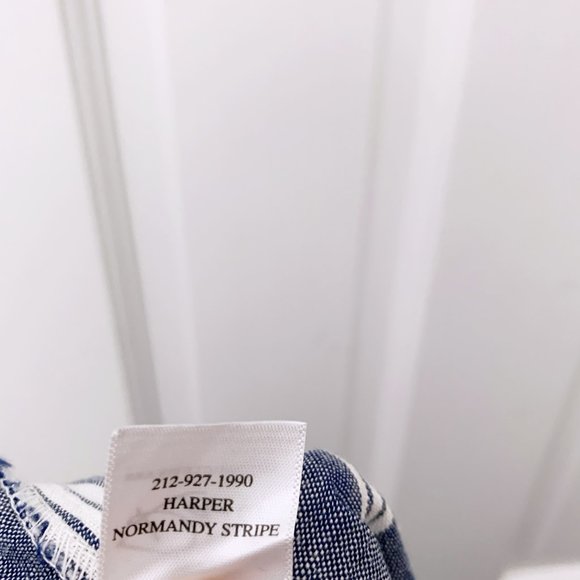 212-927-1990
HARPER
NORMANDY STRIPE